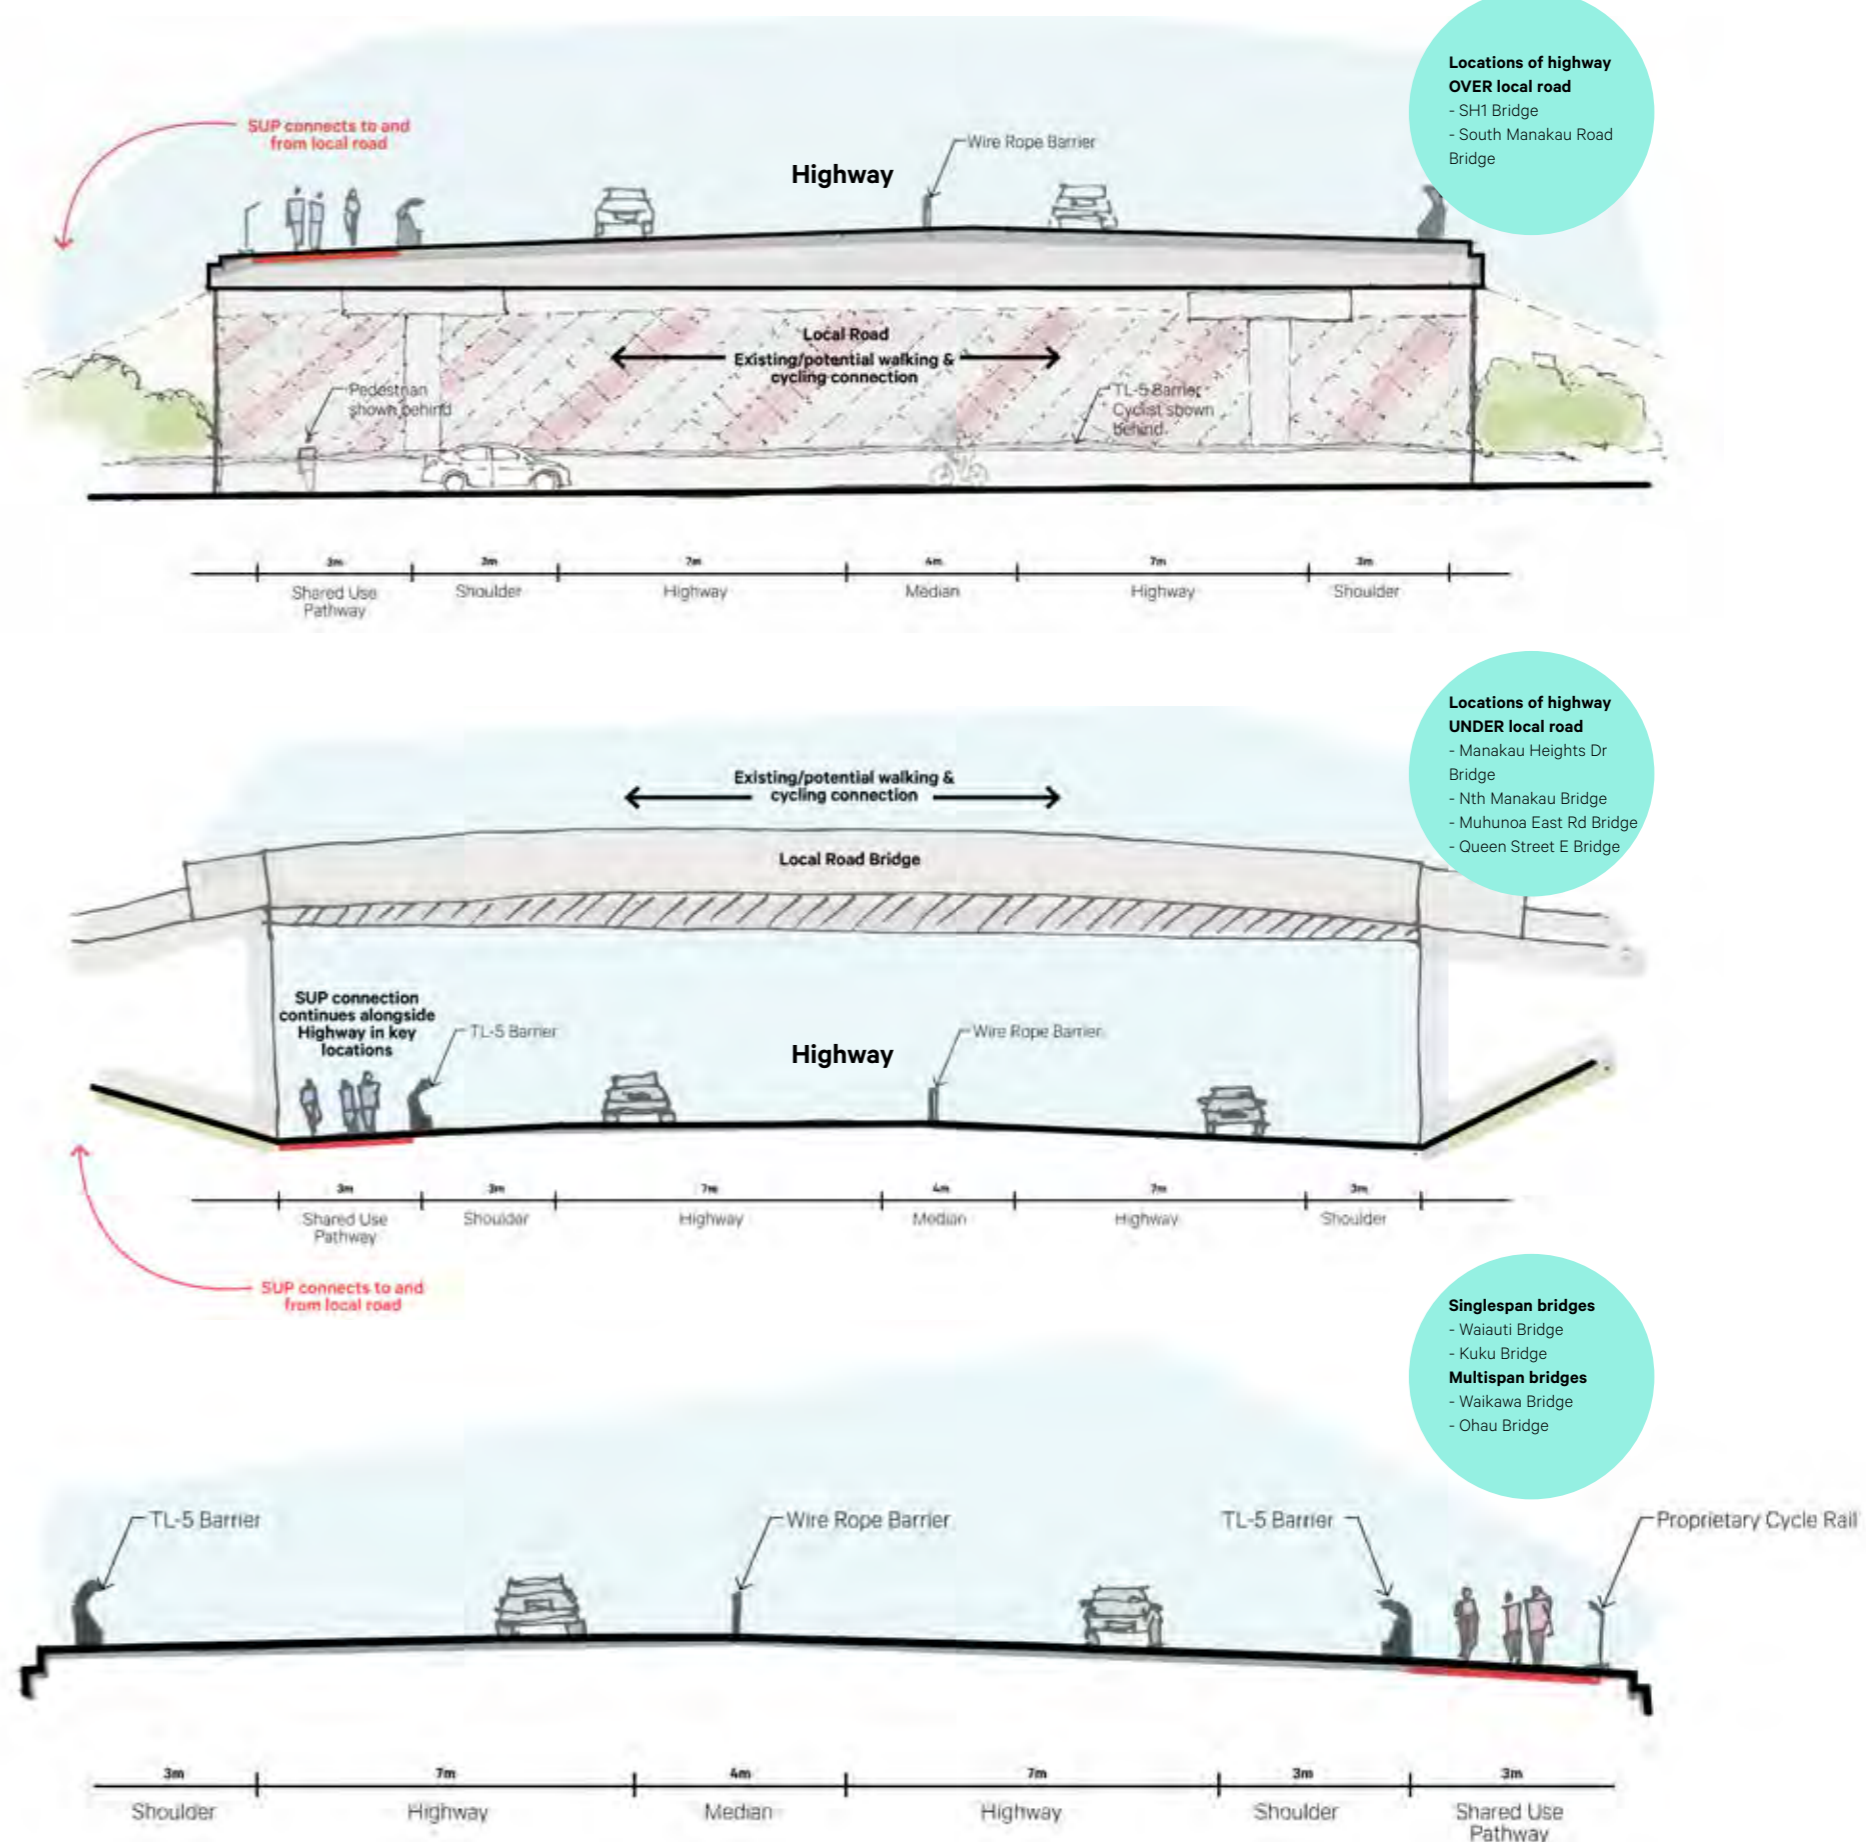 Locations of highway
OVER local road
- SH1 Bridge
- South Manakau Road
Bridge
SUP connects to and
from local road
Wire Rope Barrier
Highway
Local Road
Existing/potential walking &
cycling connection
Pedestrian
shown behind
TL-5 Barrier
Cyclist shown
behind.
3m
3m
7m
4m
7m
3m
Shared Use
Pathway
Shoulder
Highway
Median
Highway
Shoulder
Locations of highway
UNDER local road
- Manakau Heights Dr
Bridge
- Nth Manakau Bridge
- Muhunoa East Rd Bridge
- Queen Street E Bridge
Existing/potential walking &
cycling connection
Local Road Bridge
SUP connection
continues alongside
Highway in key
locations
TL-5 Barrier
Highway
Wire Rope Barrier
3m
3m
7m
4m
7m
3m
Shared Use
Pathway
Shoulder
Highway
Median
Highway
Shoulder
SUP connects to and
from local road
Singlespan bridges
- Waiauti Bridge
- Kuku Bridge
Multispan bridges
- Waikawa Bridge
- Ohau Bridge
TL-5 Barrier
Wire Rope Barrier
TL-5 Barrier
Proprietary Cycle Rail
3m
7m
4m
7m
3m
3m
Shoulder
Highway
Median
Highway
Shoulder
Shared Use
Pathway